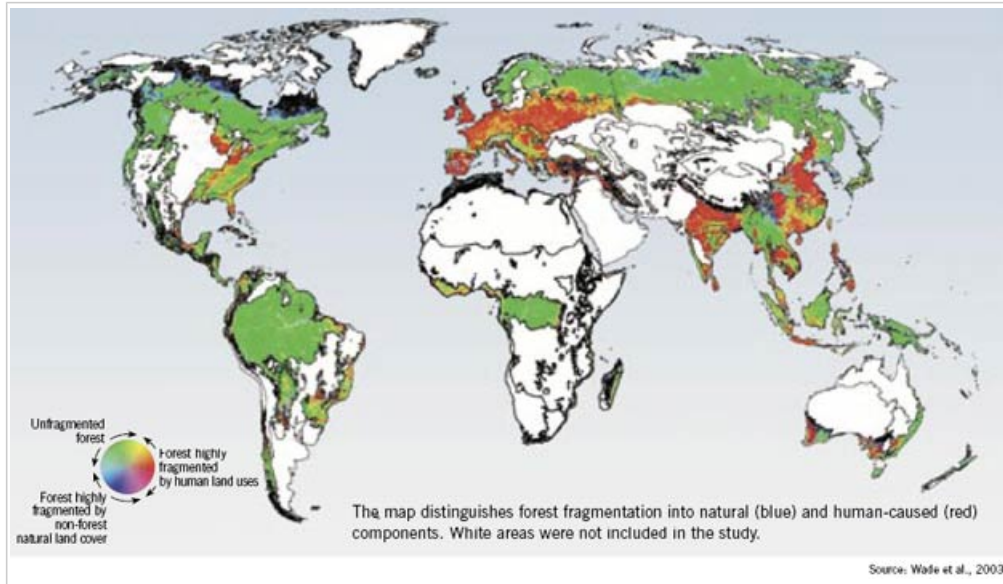 Unfragmented
forest
Forest highly
fragmented
by human land uses
Forest highly
fragmented by
non-forest
natural land cover
The map distinguishes forest fragmentation into natural (blue) and human-caused (red)
components. White areas were not included in the study.
Source: Wade et al., 2003